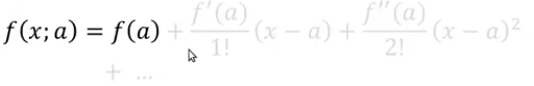 f(x; a) = f(a) + f'(a)/1! (x − a) + f''(a)/2! (x − a)²
+ ...